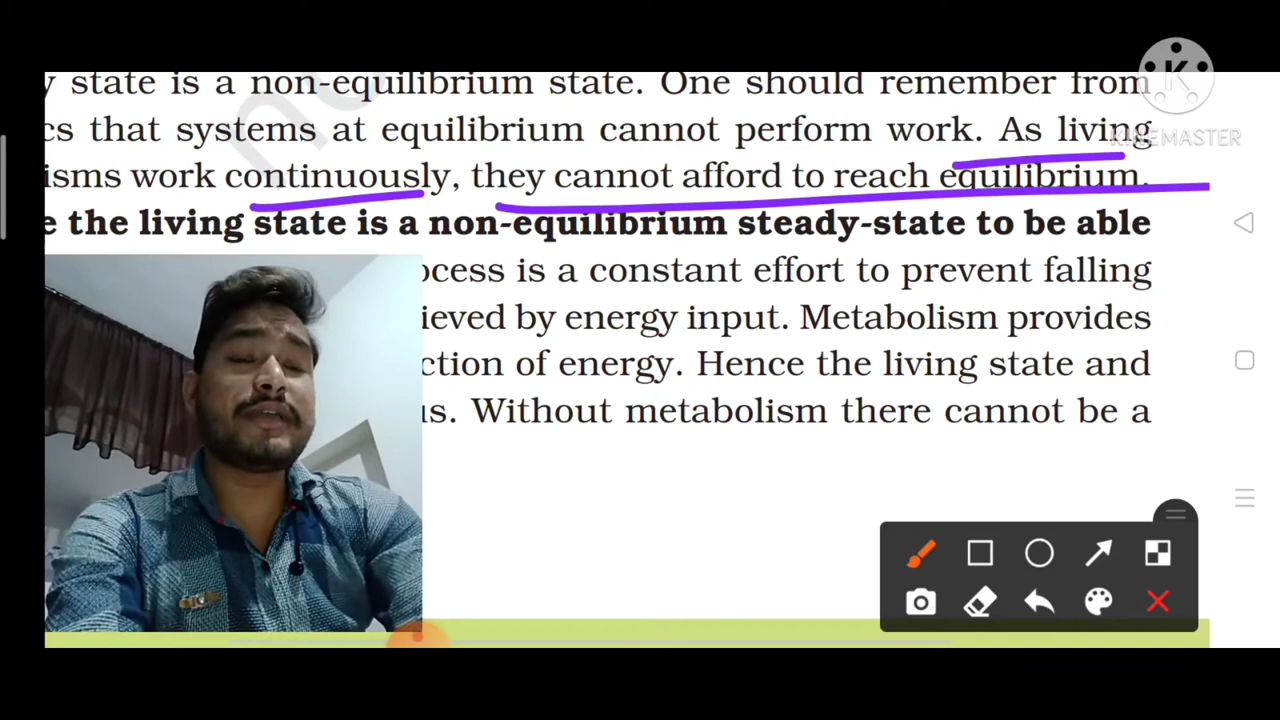 y state is a non-equilibrium state. One should remember from
cs that systems at equilibrium cannot perform work. As living
isms work continuously, they cannot afford to reach equilibrium.
e the living state is a non-equilibrium steady-state to be able
ocess is a constant effort to prevent falling
ieved by energy input. Metabolism provides
ction of energy. Hence the living state and
us. Without metabolism there cannot be a
K
KINEMASTER